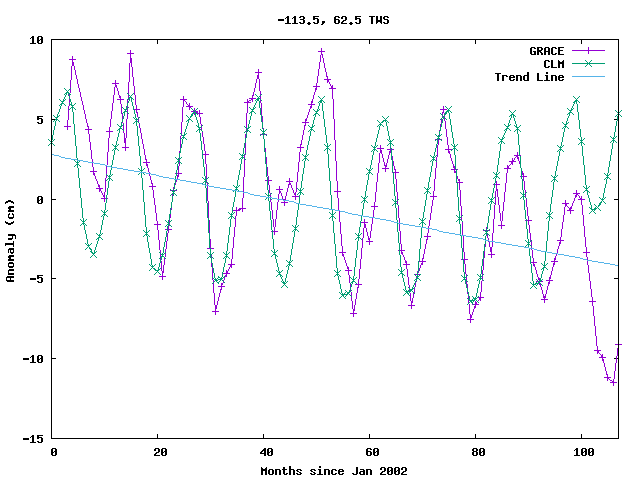 -113.5, 62.5 TWS
GRACE
CLM
Trend Line
10
5
0
-5
-10
-15
Anomaly (cm)
0 20 40 60 80 100
Months since Jan 2002